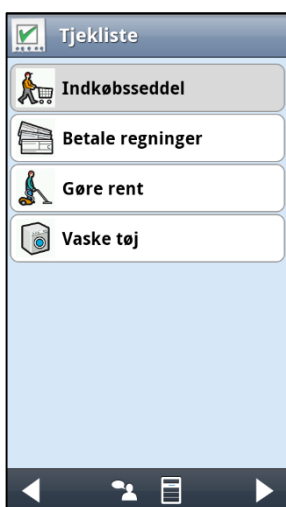 Tjekliste
Indkøbsseddel
Betale regninger
Gøre rent
Vaske tøj